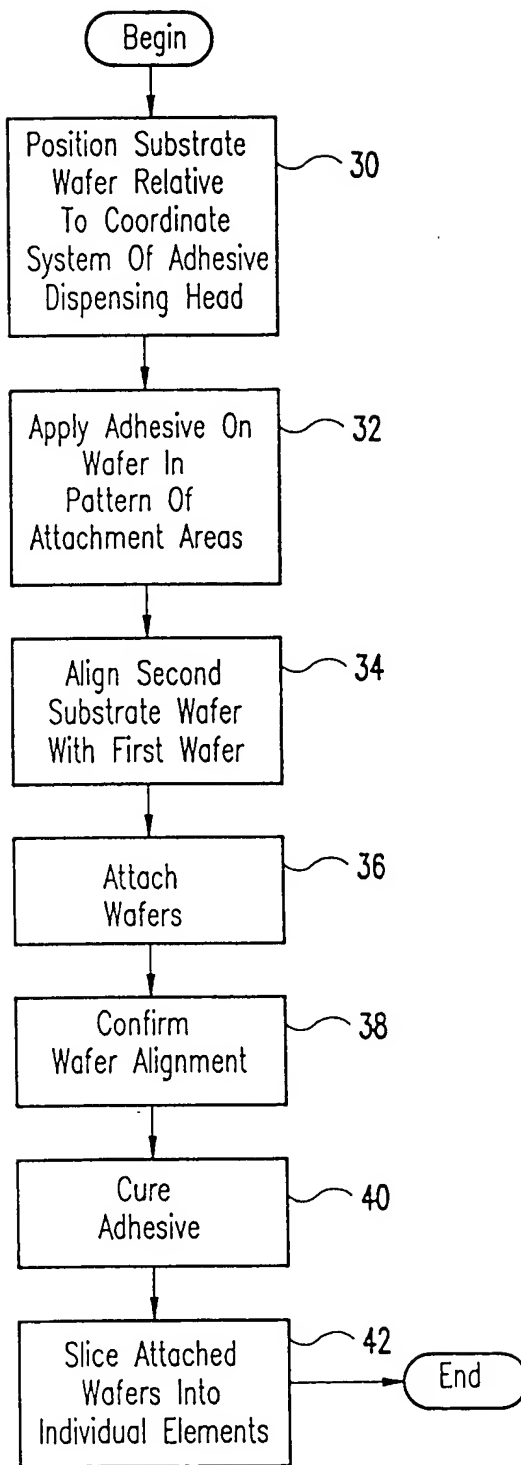 Begin
Position Substrate
Wafer Relative
To Coordinate
System Of Adhesive
Dispensing Head
30
Apply Adhesive On
Wafer In
Pattern Of
Attachment Areas
32
Align Second
Substrate Wafer
With First Wafer
34
Attach
Wafers
36
Confirm
Wafer Alignment
38
Cure
Adhesive
40
Slice Attached
Wafers Into
Individual Elements
42
End